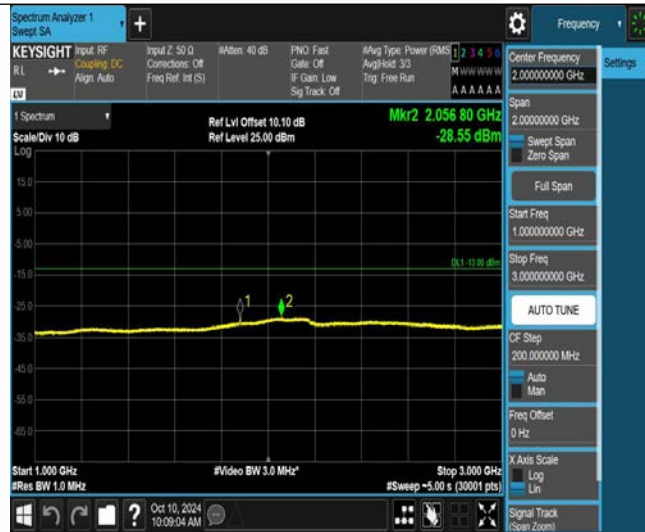 Spectrum Analyzer 1
Swept SA
Frequency
KEYSIGHT
Input: RF
Coupling: DC
Align: Auto
Input Z: 50 Ω
Corrections: Off
Freq Ref: Int (S)
#Atten: 40 dB
PNO: Fast
Gate: Off
IF Gain: Low
Sig Track: Off
#Avg Type: Power (RMS
Avg|Hold: 3/3
Trig: Free Run
1 2 3 4 5 6
M W W W W W
A A A A A A
RL
LXI
1 Spectrum
Scale/Div 10 dB
Log
Ref Lvl Offset 10.10 dB
Ref Level 25.00 dBm
Mkr2 2.056 80 GHz
-28.55 dBm
15.0
5.00
-5.00
-15.0
-25.0
-35.0
-45.0
-55.0
-65.0
DL1 -13.00 dBm
1
2
Start 1.000 GHz
#Res BW 1.0 MHz
#Video BW 3.0 MHz*
Stop 3.000 GHz
#Sweep ~5.00 s (30001 pts)
Oct 10, 2024
10:09:04 AM
Center Frequency
2.000000000 GHz
Span
2.00000000 GHz
Swept Span
Zero Span
Full Span
Start Freq
1.000000000 GHz
Stop Freq
3.000000000 GHz
AUTO TUNE
CF Step
200.000000 MHz
Auto
Man
Freq Offset
0 Hz
X Axis Scale
Log
Lin
Signal Track
(Span Zoom)
Settings